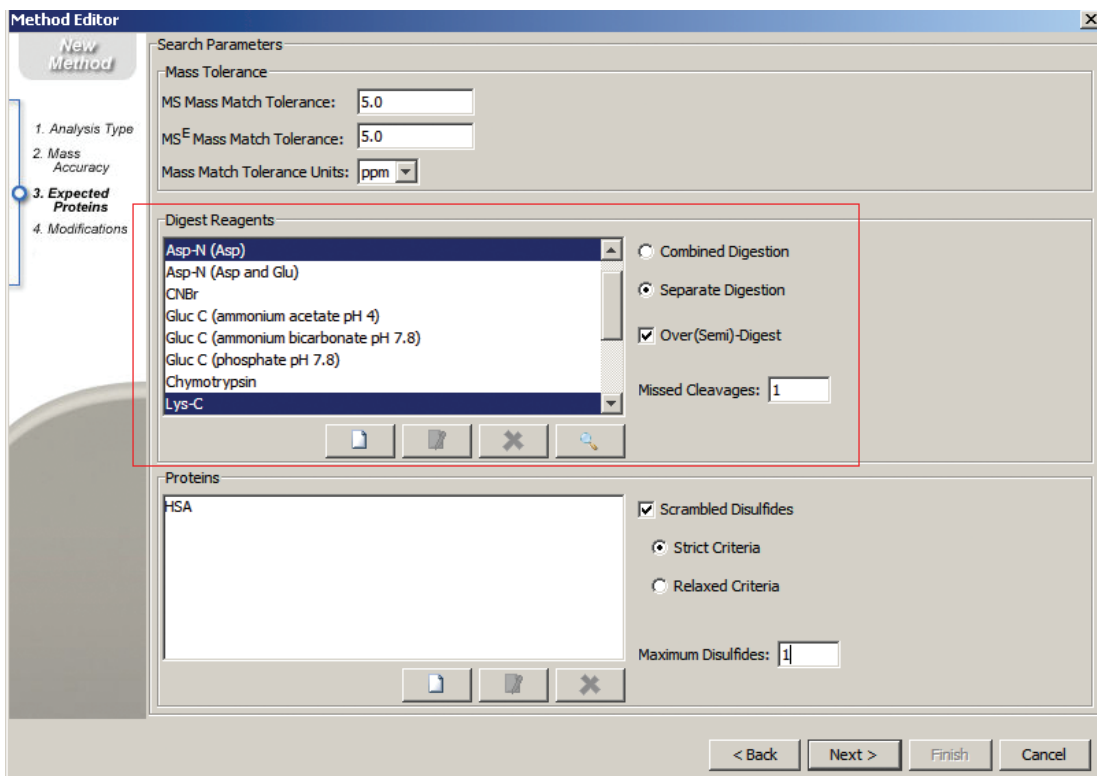 Method Editor
New
Method
1. Analysis Type
2. Mass
Accuracy
3. Expected
Proteins
4. Modifications
Search Parameters
Mass Tolerance
MS Mass Match Tolerance: 5.0
MSE Mass Match Tolerance: 5.0
Mass Match Tolerance Units: ppm
Digest Reagents
Asp-N (Asp)
Asp-N (Asp and Glu)
CNBr
Gluc C (ammonium acetate pH 4)
Gluc C (ammonium bicarbonate pH 7.8)
Gluc C (phosphate pH 7.8)
Chymotrypsin
Lys-C
Combined Digestion
Separate Digestion
Over(Semi)-Digest
Missed Cleavages: 1
Proteins
HSA
Scrambled Disulfides
Strict Criteria
Relaxed Criteria
Maximum Disulfides: 1
< Back Next > Finish Cancel